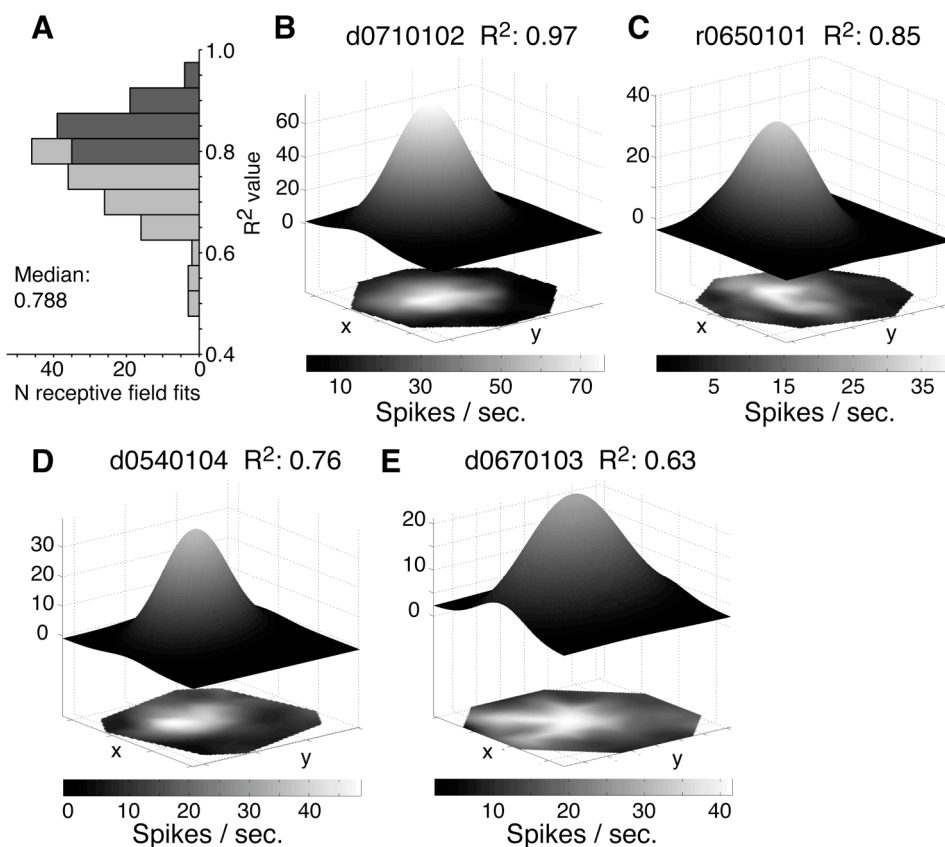 A
1.0
0.8
0.6
0.4
R² value
Median:
0.788
40 20 0
N receptive field fits
B
d0710102 R²: 0.97
60
40
20
0
x
y
10 30 50 70
Spikes / sec.
C
r0650101 R²: 0.85
40
20
0
x
y
5 15 25 35
Spikes / sec.
D
d0540104 R²: 0.76
30
20
10
0
x
y
0 10 20 30 40
Spikes / sec.
E
d0670103 R²: 0.63
20
10
0
x
y
10 20 30 40
Spikes / sec.